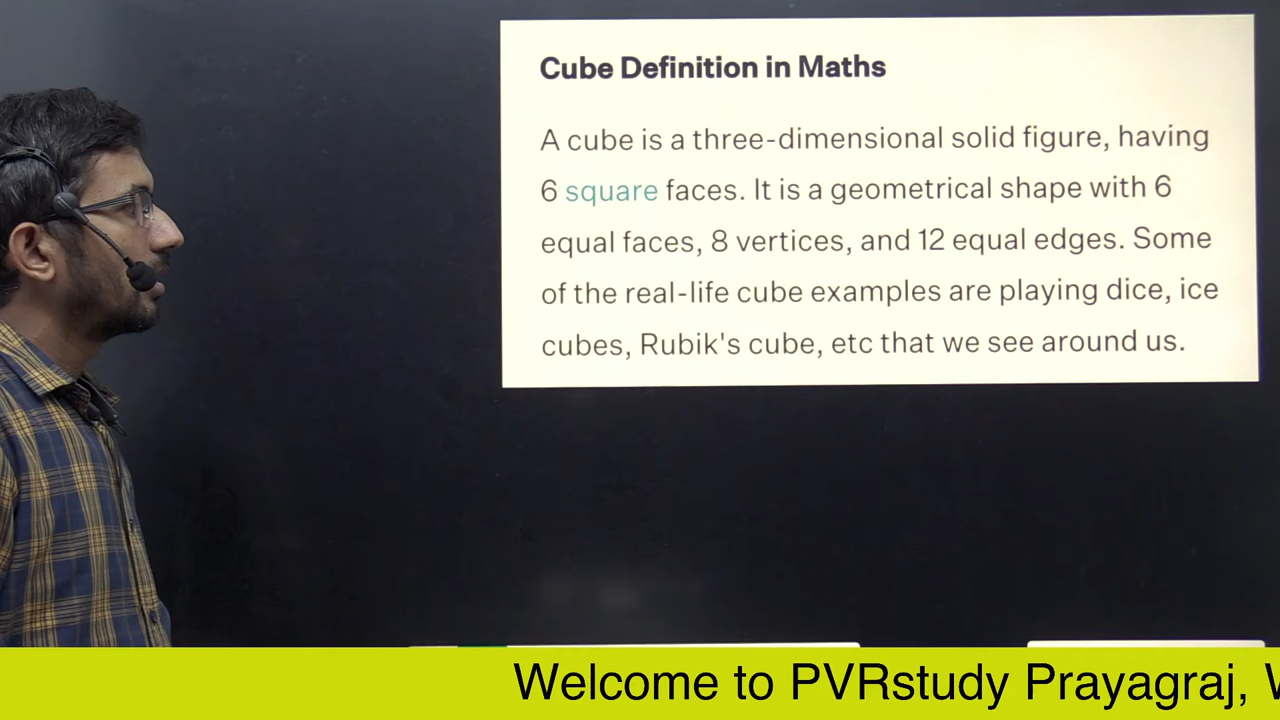 Cube Definition in Maths
A cube is a three-dimensional solid figure, having
6 square faces. It is a geometrical shape with 6
equal faces, 8 vertices, and 12 equal edges. Some
of the real-life cube examples are playing dice, ice
cubes, Rubik's cube, etc that we see around us.
Welcome to PVRstudy Prayagraj,